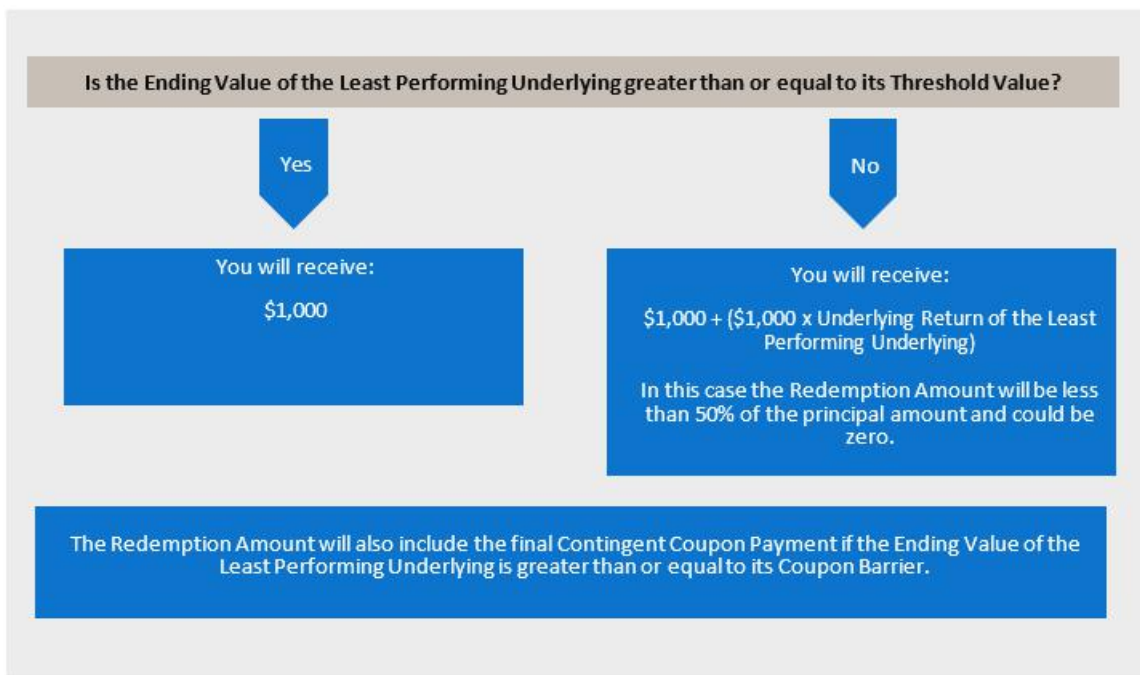 Is the Ending Value of the Least Performing Underlying greater than or equal to its Threshold Value?
Yes
No
You will receive:
$1,000
You will receive:
$1,000 + ($1,000 x Underlying Return of the Least
Performing Underlying)
In this case the Redemption Amount will be less
than 50% of the principal amount and could be
zero.
The Redemption Amount will also include the final Contingent Coupon Payment if the Ending Value of the
Least Performing Underlying is greater than or equal to its Coupon Barrier.